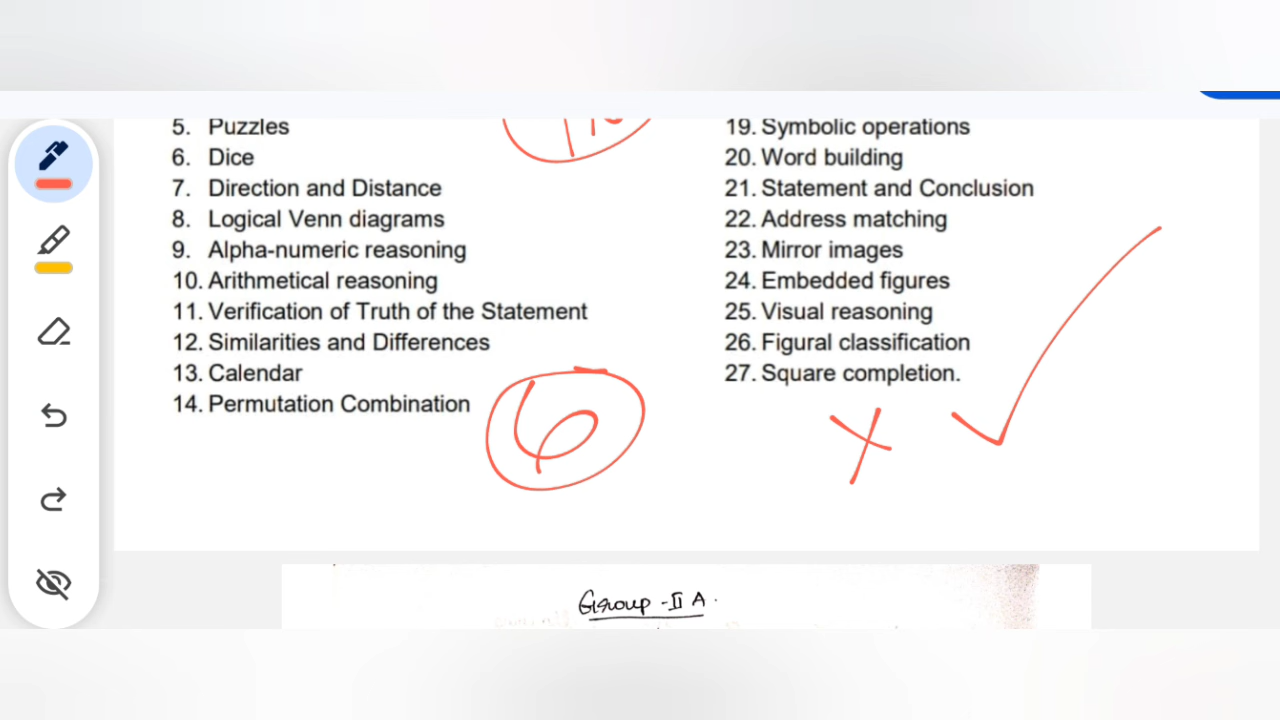 5. Puzzles
6. Dice
7. Direction and Distance
8. Logical Venn diagrams
9. Alpha-numeric reasoning
10. Arithmetical reasoning
11. Verification of Truth of the Statement
12. Similarities and Differences
13. Calendar
14. Permutation Combination
6
19. Symbolic operations
20. Word building
21. Statement and Conclusion
22. Address matching
23. Mirror images
24. Embedded figures
25. Visual reasoning
26. Figural classification
27. Square completion.
Group - II A.